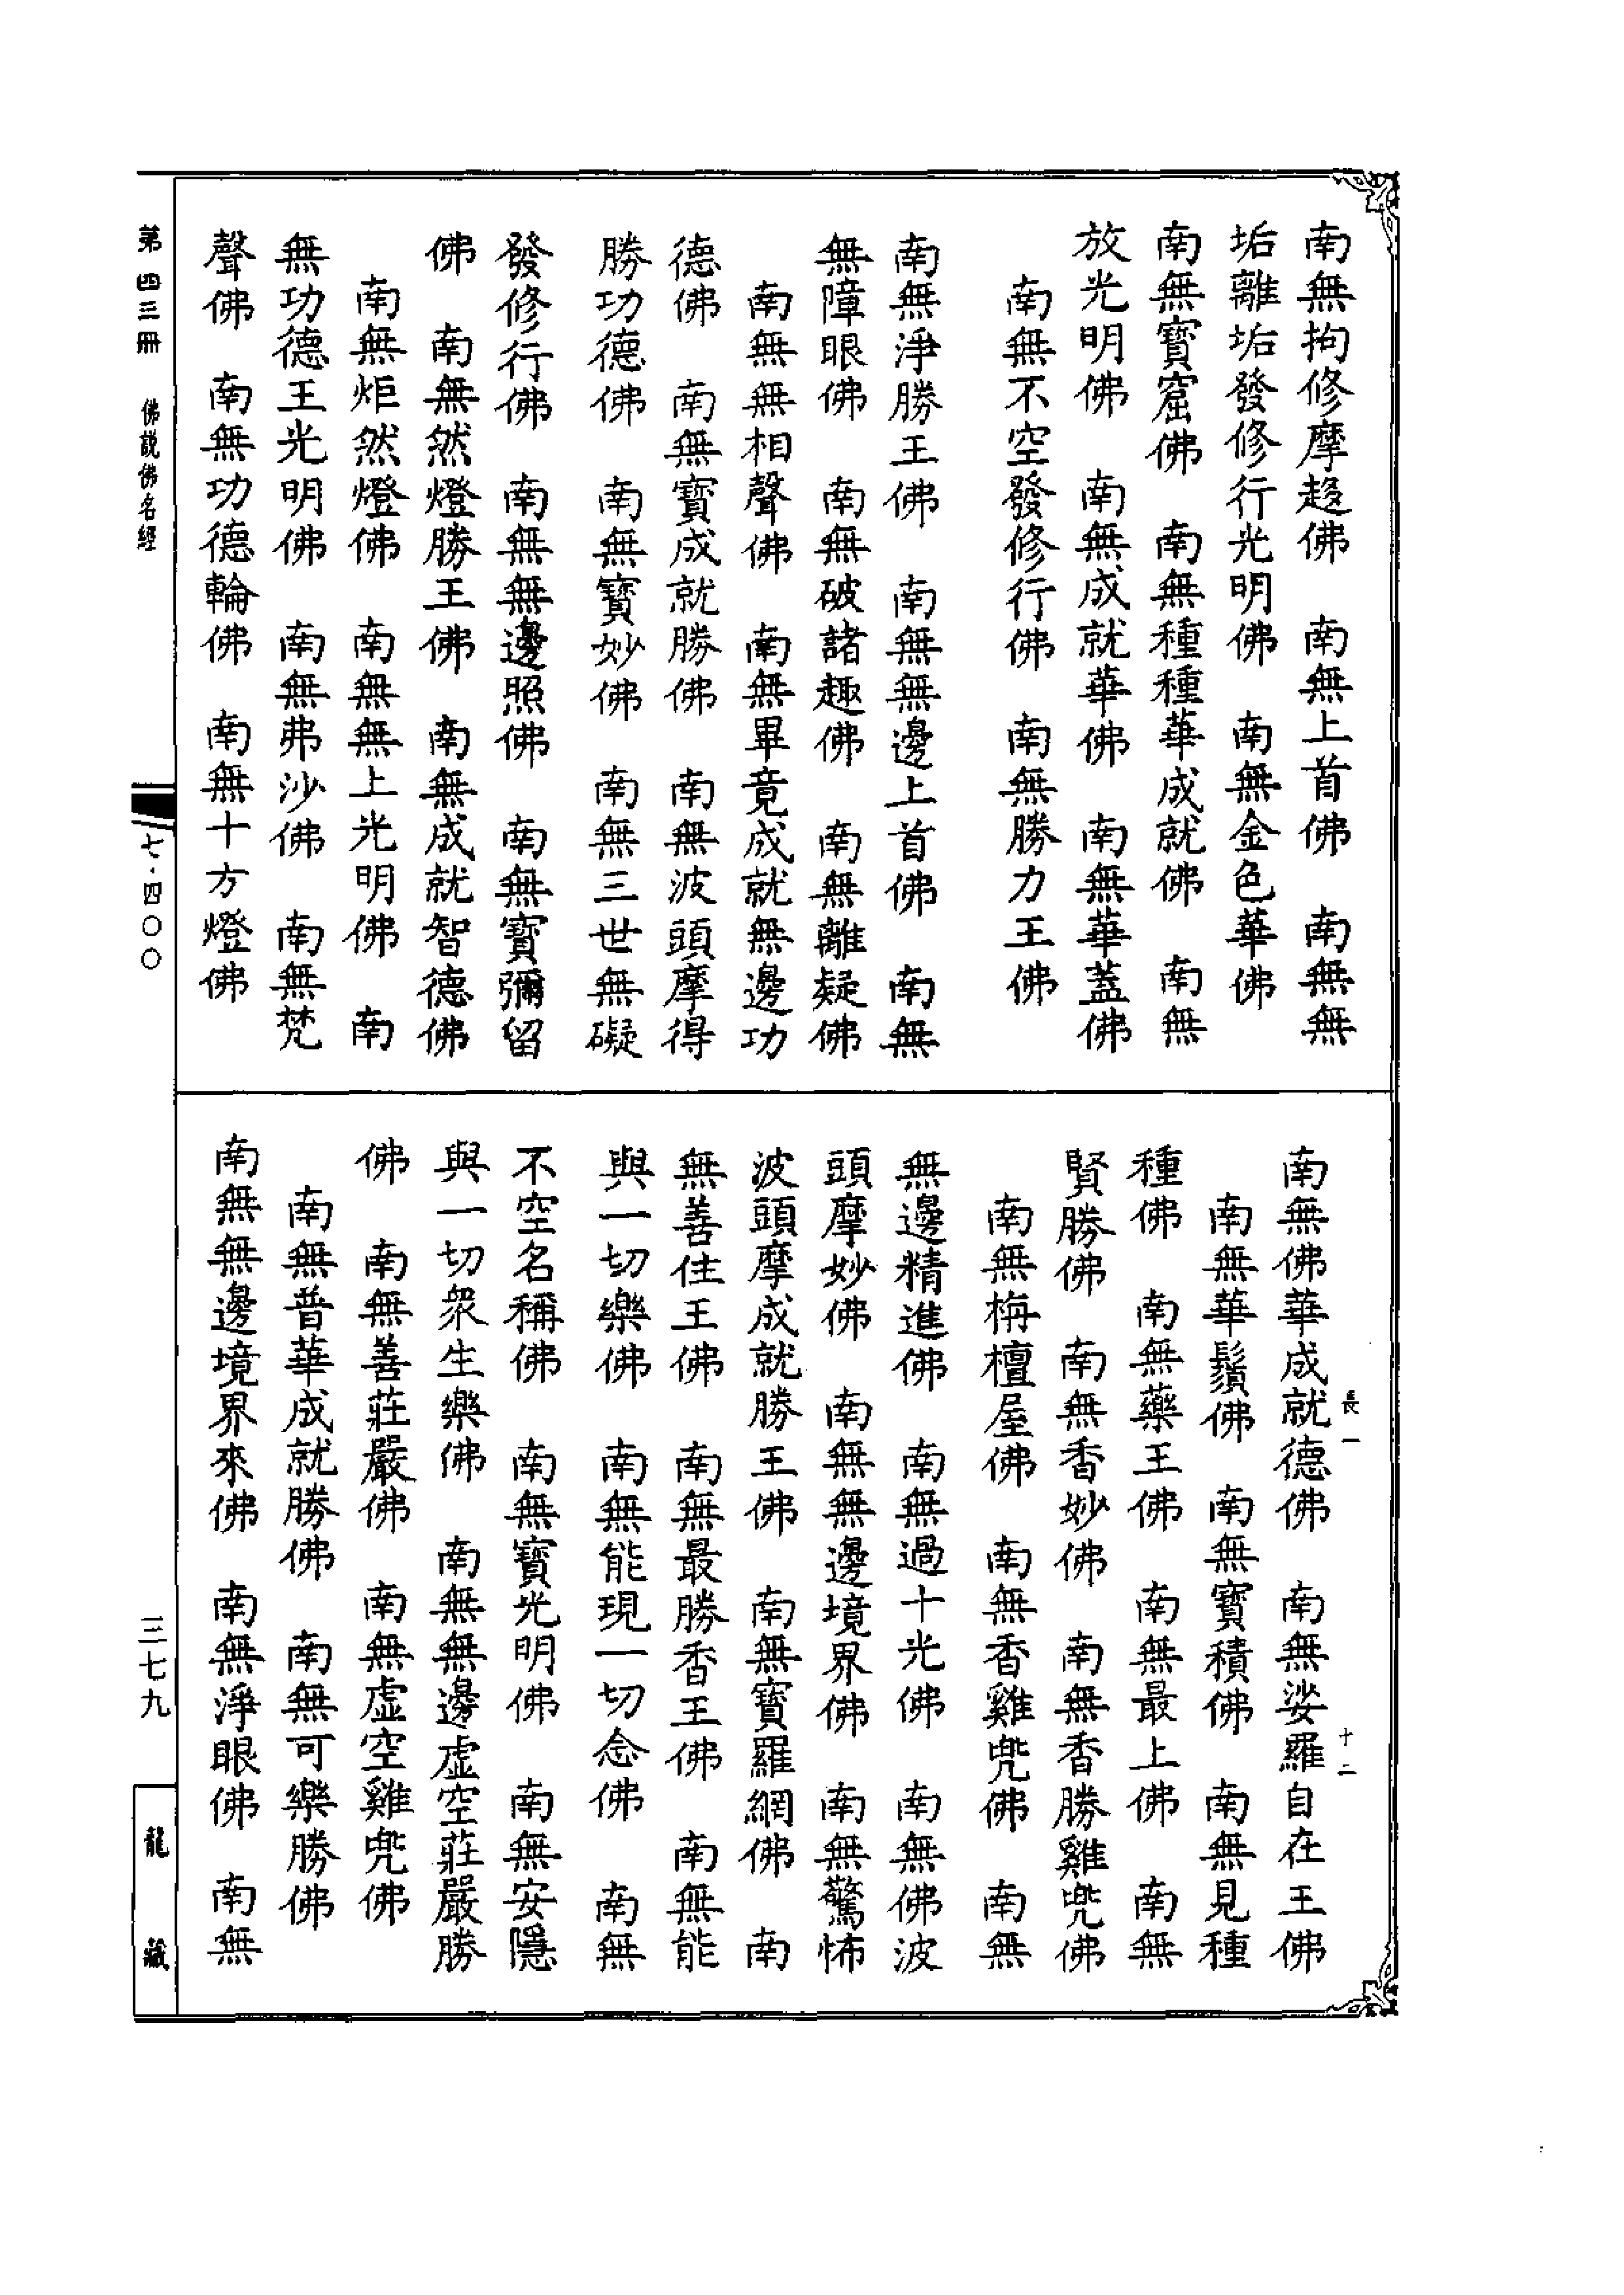 南無拘修摩趍佛　南無上首佛　南無無
垢離垢發修行光明佛　南無金色華佛
南無寶窟佛　南無種種華成就佛　南無
放光明佛　南無成就華佛　南無華蓋佛
南無不空發修行佛　南無勝力王佛
南無淨勝王佛　南無無邊上首佛　南無
無障眼佛　南無破諸趣佛　南無離疑佛
南無無相聲佛　南無畢竟成就無邊功
德佛　南無寶成就勝佛　南無波頭摩得
勝功德佛　南無寶妙佛　南無三世無礙
發修行佛　南無無邊照佛　南無寶彌留
佛　南無然燈勝王佛　南無成就智德佛
南無炬然燈佛　南無無上光明佛　南
無功德王光明佛　南無弗沙佛　南無梵
聲佛　南無功德輪佛　南無十方燈佛
長一　十二
南無佛華成就德佛　南無娑羅自在王佛
南無華鬚佛　南無寶積佛　南無見種
種佛　南無藥王佛　南無最上佛　南無
賢勝佛　南無香妙佛　南無香勝雞兜佛
南無栴檀屋佛　南無香雞兜佛　南無
無邊精進佛　南無過十光佛　南無佛波
頭摩妙佛　南無無邊境界佛　南無驚怖
波頭摩成就勝王佛　南無寶羅網佛　南
無善住王佛　南無最勝香王佛　南無能
與一切樂佛　南無能現一切念佛　南無
不空名稱佛　南無寶光明佛　南無安隱
與一切衆生樂佛　南無無邊虛空莊嚴勝
佛　南無善莊嚴佛　南無虛空雞兜佛
南無普華成就勝佛　南無可樂勝佛
南無無邊境界來佛　南無淨眼佛　南無
第四三冊　佛説佛名經
七·四〇〇
三七九
龍藏